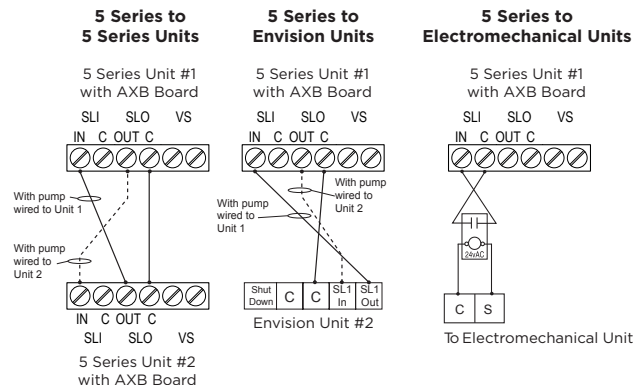 5 Series to
5 Series Units
5 Series Unit #1
with AXB Board
SLI SLO VS
IN C OUT C
With pump
wired to Unit 1
With pump
wired to
Unit 2
IN C OUT C
SLI SLO VS
5 Series Unit #2
with AXB Board
5 Series to
Envision Units
5 Series Unit #1
with AXB Board
SLI SLO VS
IN C OUT C
With pump
wired to
Unit 2
With pump
wired to
Unit 1
Shut
Down
C
C
SL1
In
SL1
Out
Envision Unit #2
5 Series to
Electromechanical Units
5 Series Unit #1
with AXB Board
SLI SLO VS
IN C OUT C
24vAC
C S
To Electromechanical Unit